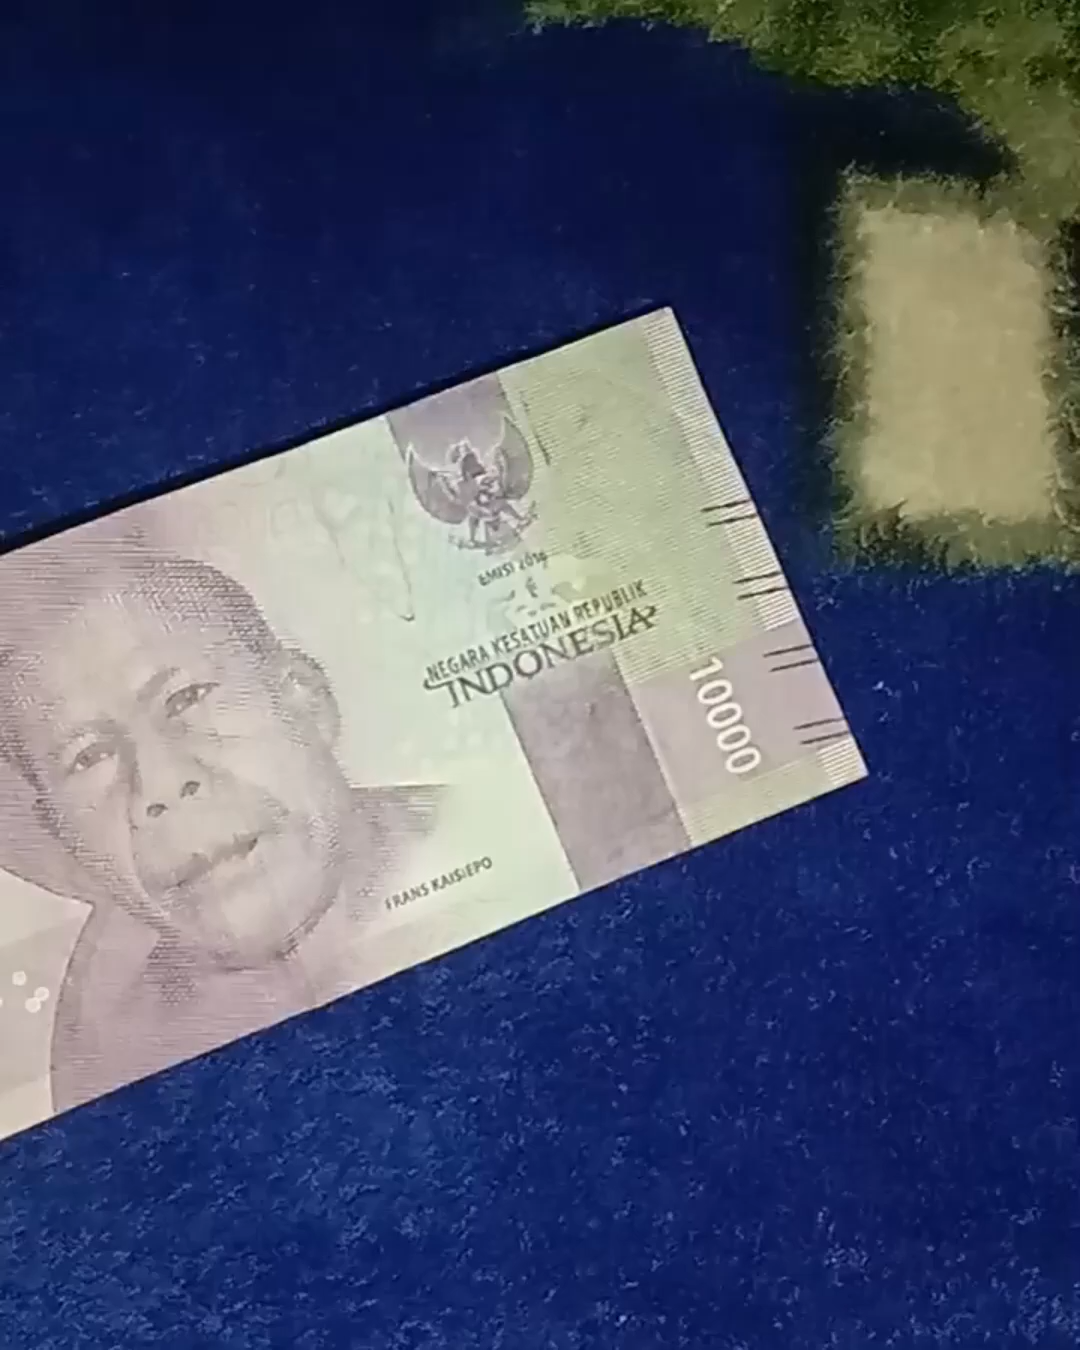 EMISI 2016
NEGARA KESATUAN REPUBLIK
INDONESIA
10000
FRANS KAISIEPO